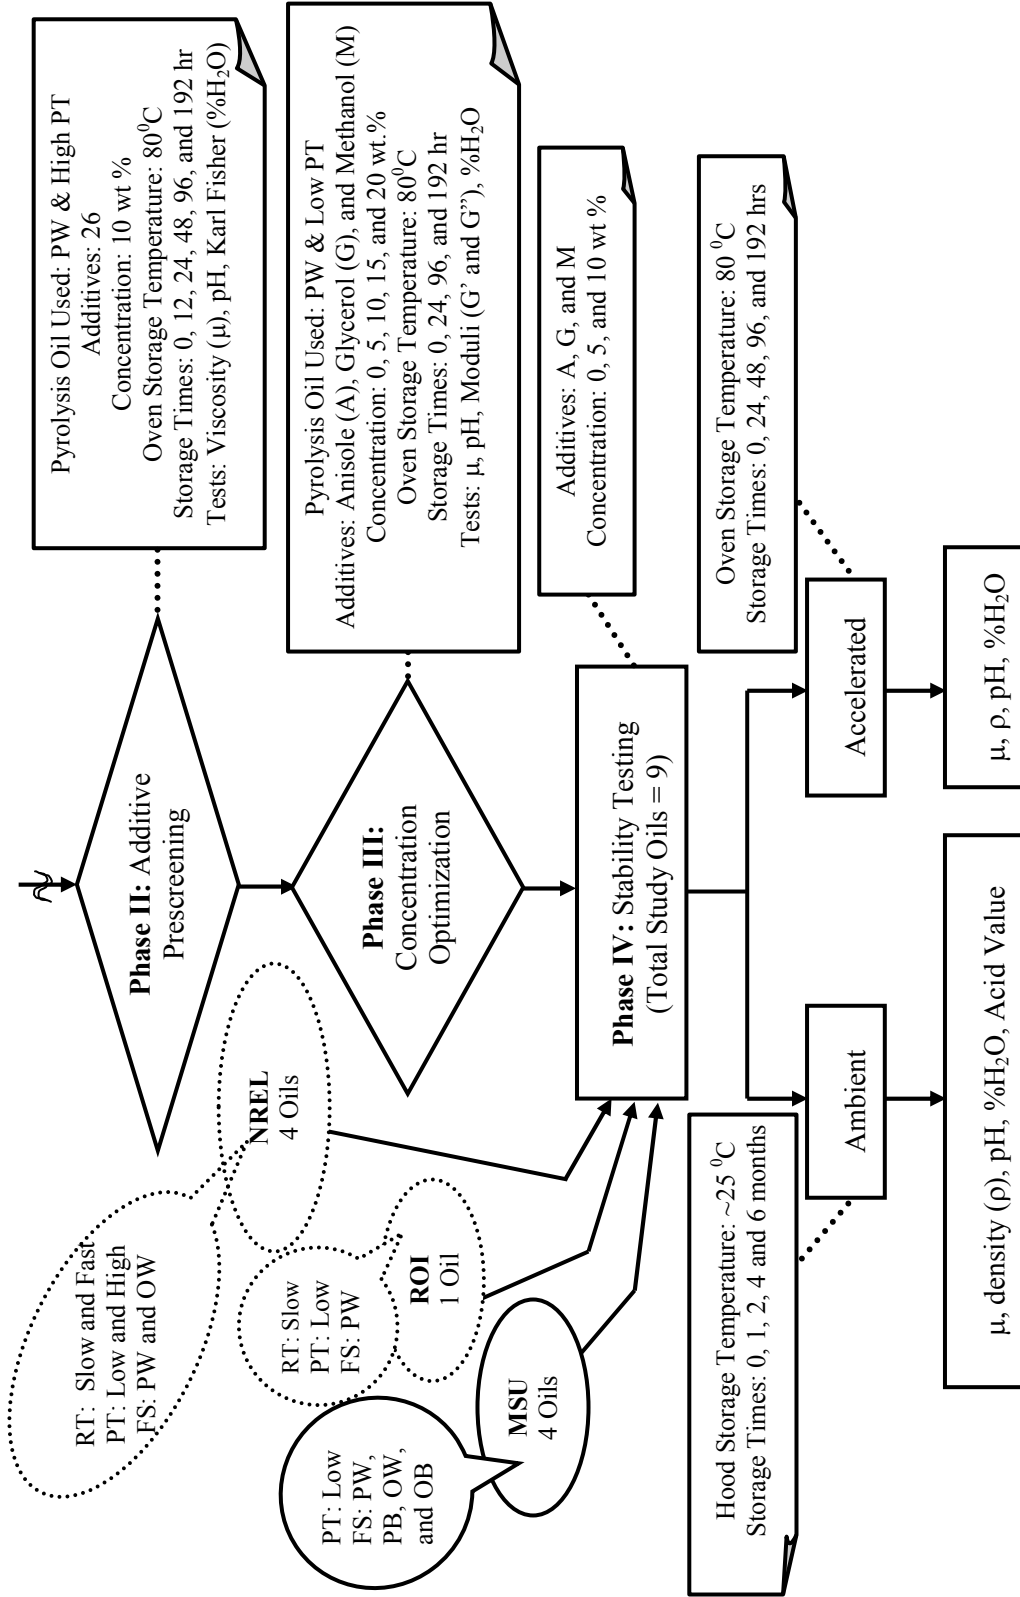 Phase II: Additive
Prescreening
Pyrolysis Oil Used: PW & High PT
Additives: 26
Concentration: 10 wt %
Oven Storage Temperature: 80⁰C
Storage Times: 0, 12, 24, 48, 96, and 192 hr
Tests: Viscosity (μ), pH, Karl Fisher (%H₂O)
RT: Slow and Fast
PT: Low and High
FS: PW and OW
NREL
4 Oils
Phase III:
Concentration
Optimization
Pyrolysis Oil Used: PW & Low PT
Additives: Anisole (A), Glycerol (G), and Methanol (M)
Concentration: 0, 5, 10, 15, and 20 wt.%
Oven Storage Temperature: 80⁰C
Storage Times: 0, 24, 96, and 192 hr
Tests: μ, pH, Moduli (G’ and G”), %H₂O
RT: Slow
PT: Low
FS: PW
ROI
1 Oil
PT: Low
FS: PW,
PB, OW,
and OB
MSU
4 Oils
Phase IV: Stability Testing
(Total Study Oils = 9)
Additives: A, G, and M
Concentration: 0, 5, and 10 wt %
Hood Storage Temperature: ~25 ⁰C
Storage Times: 0, 1, 2, 4 and 6 months
Ambient
μ, density (ρ), pH, %H₂O, Acid Value
Oven Storage Temperature: 80 ⁰C
Storage Times: 0, 24, 48, 96, and 192 hrs
Accelerated
μ, ρ, pH, %H₂O